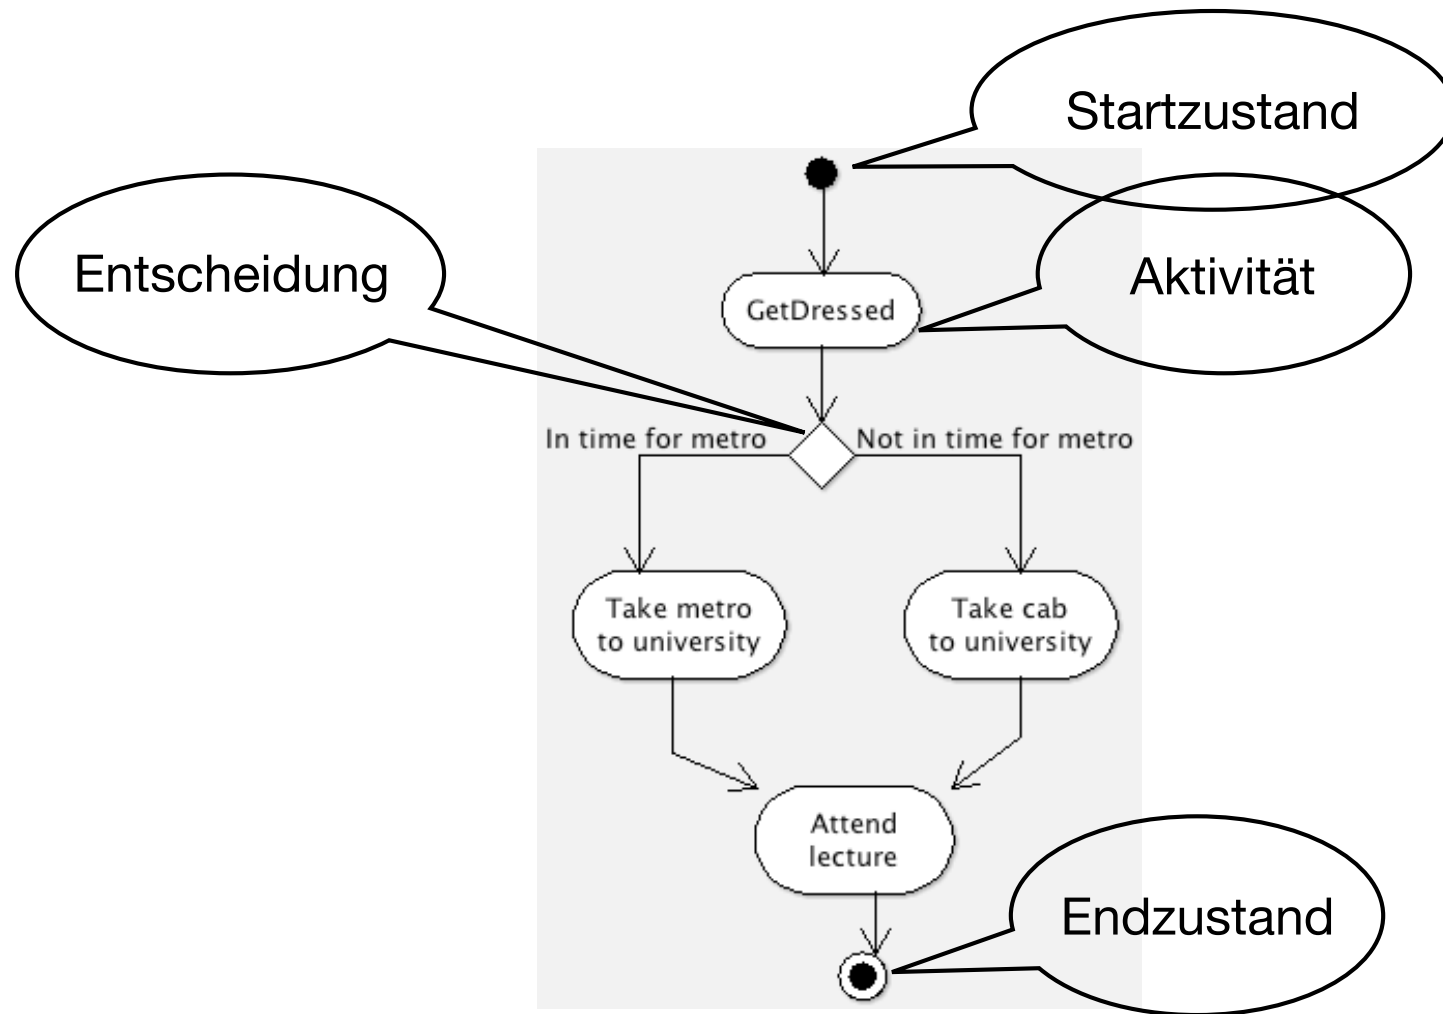 Startzustand
Entscheidung
Aktivität
GetDressed
In time for metro
Not in time for metro
Take metro
to university
Take cab
to university
Attend
lecture
Endzustand